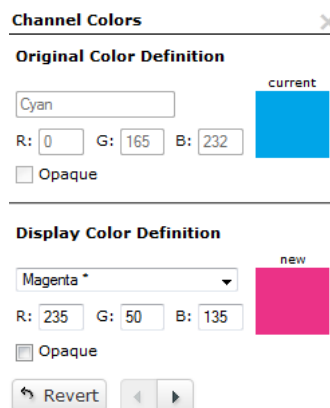 Channel Colors
Original Color Definition
current
Cyan
R: 0 G: 165 B: 232
Opaque
Display Color Definition
new
Magenta *
R: 235 G: 50 B: 135
Opaque
Revert